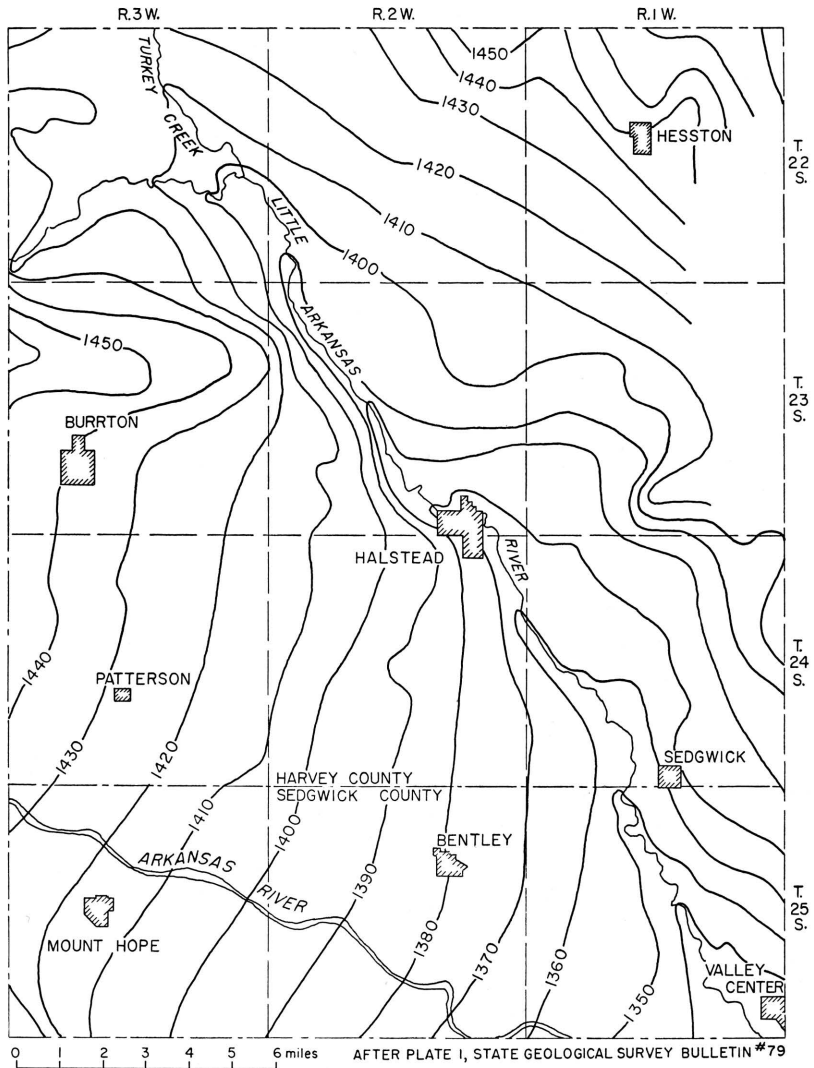 R.3 W. R.2 W. R.1 W.
1450
1440
1430
TURKEY
CREEK
HESSTON
T.
22
S.
1420
LITTLE
1410
1400
ARKANSAS
1450
T.
23
S.
BURRTON
HALSTEAD
RIVER
T.
24
S.
1440
PATTERSON
1430
1420
SEDGWICK
HARVEY COUNTY
SEDGWICK COUNTY
1410
1400
ARKANSAS
RIVER
BENTLEY
1390
T.
25
S.
MOUNT HOPE
1380
1370
1360
1350
VALLEY
CENTER
0 1 2 3 4 5 6 miles
AFTER PLATE I, STATE GEOLOGICAL SURVEY BULLETIN #79